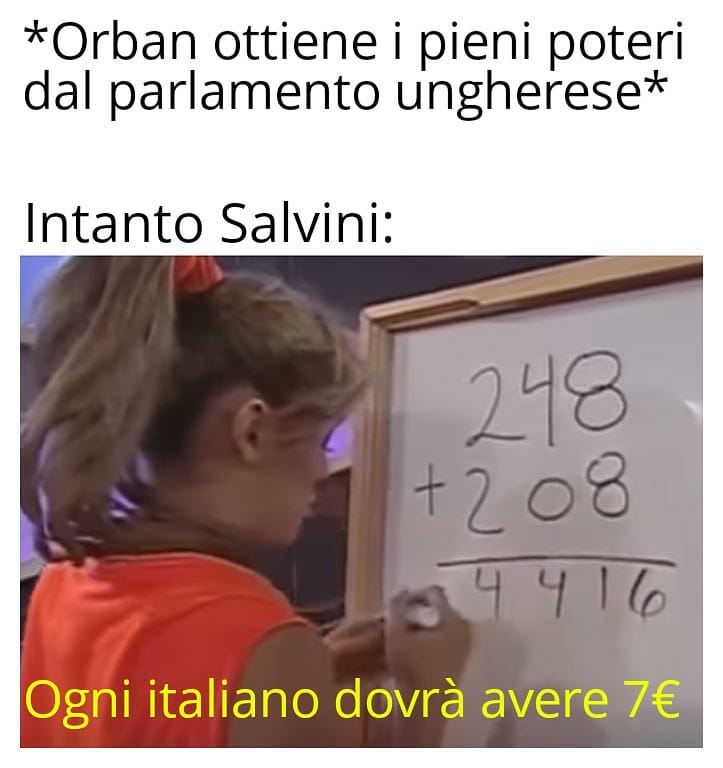 *Orban ottiene i pieni poteri
dal parlamento ungherese*
Intanto Salvini:
248
+208
4416
Ogni italiano dovrà avere 7€